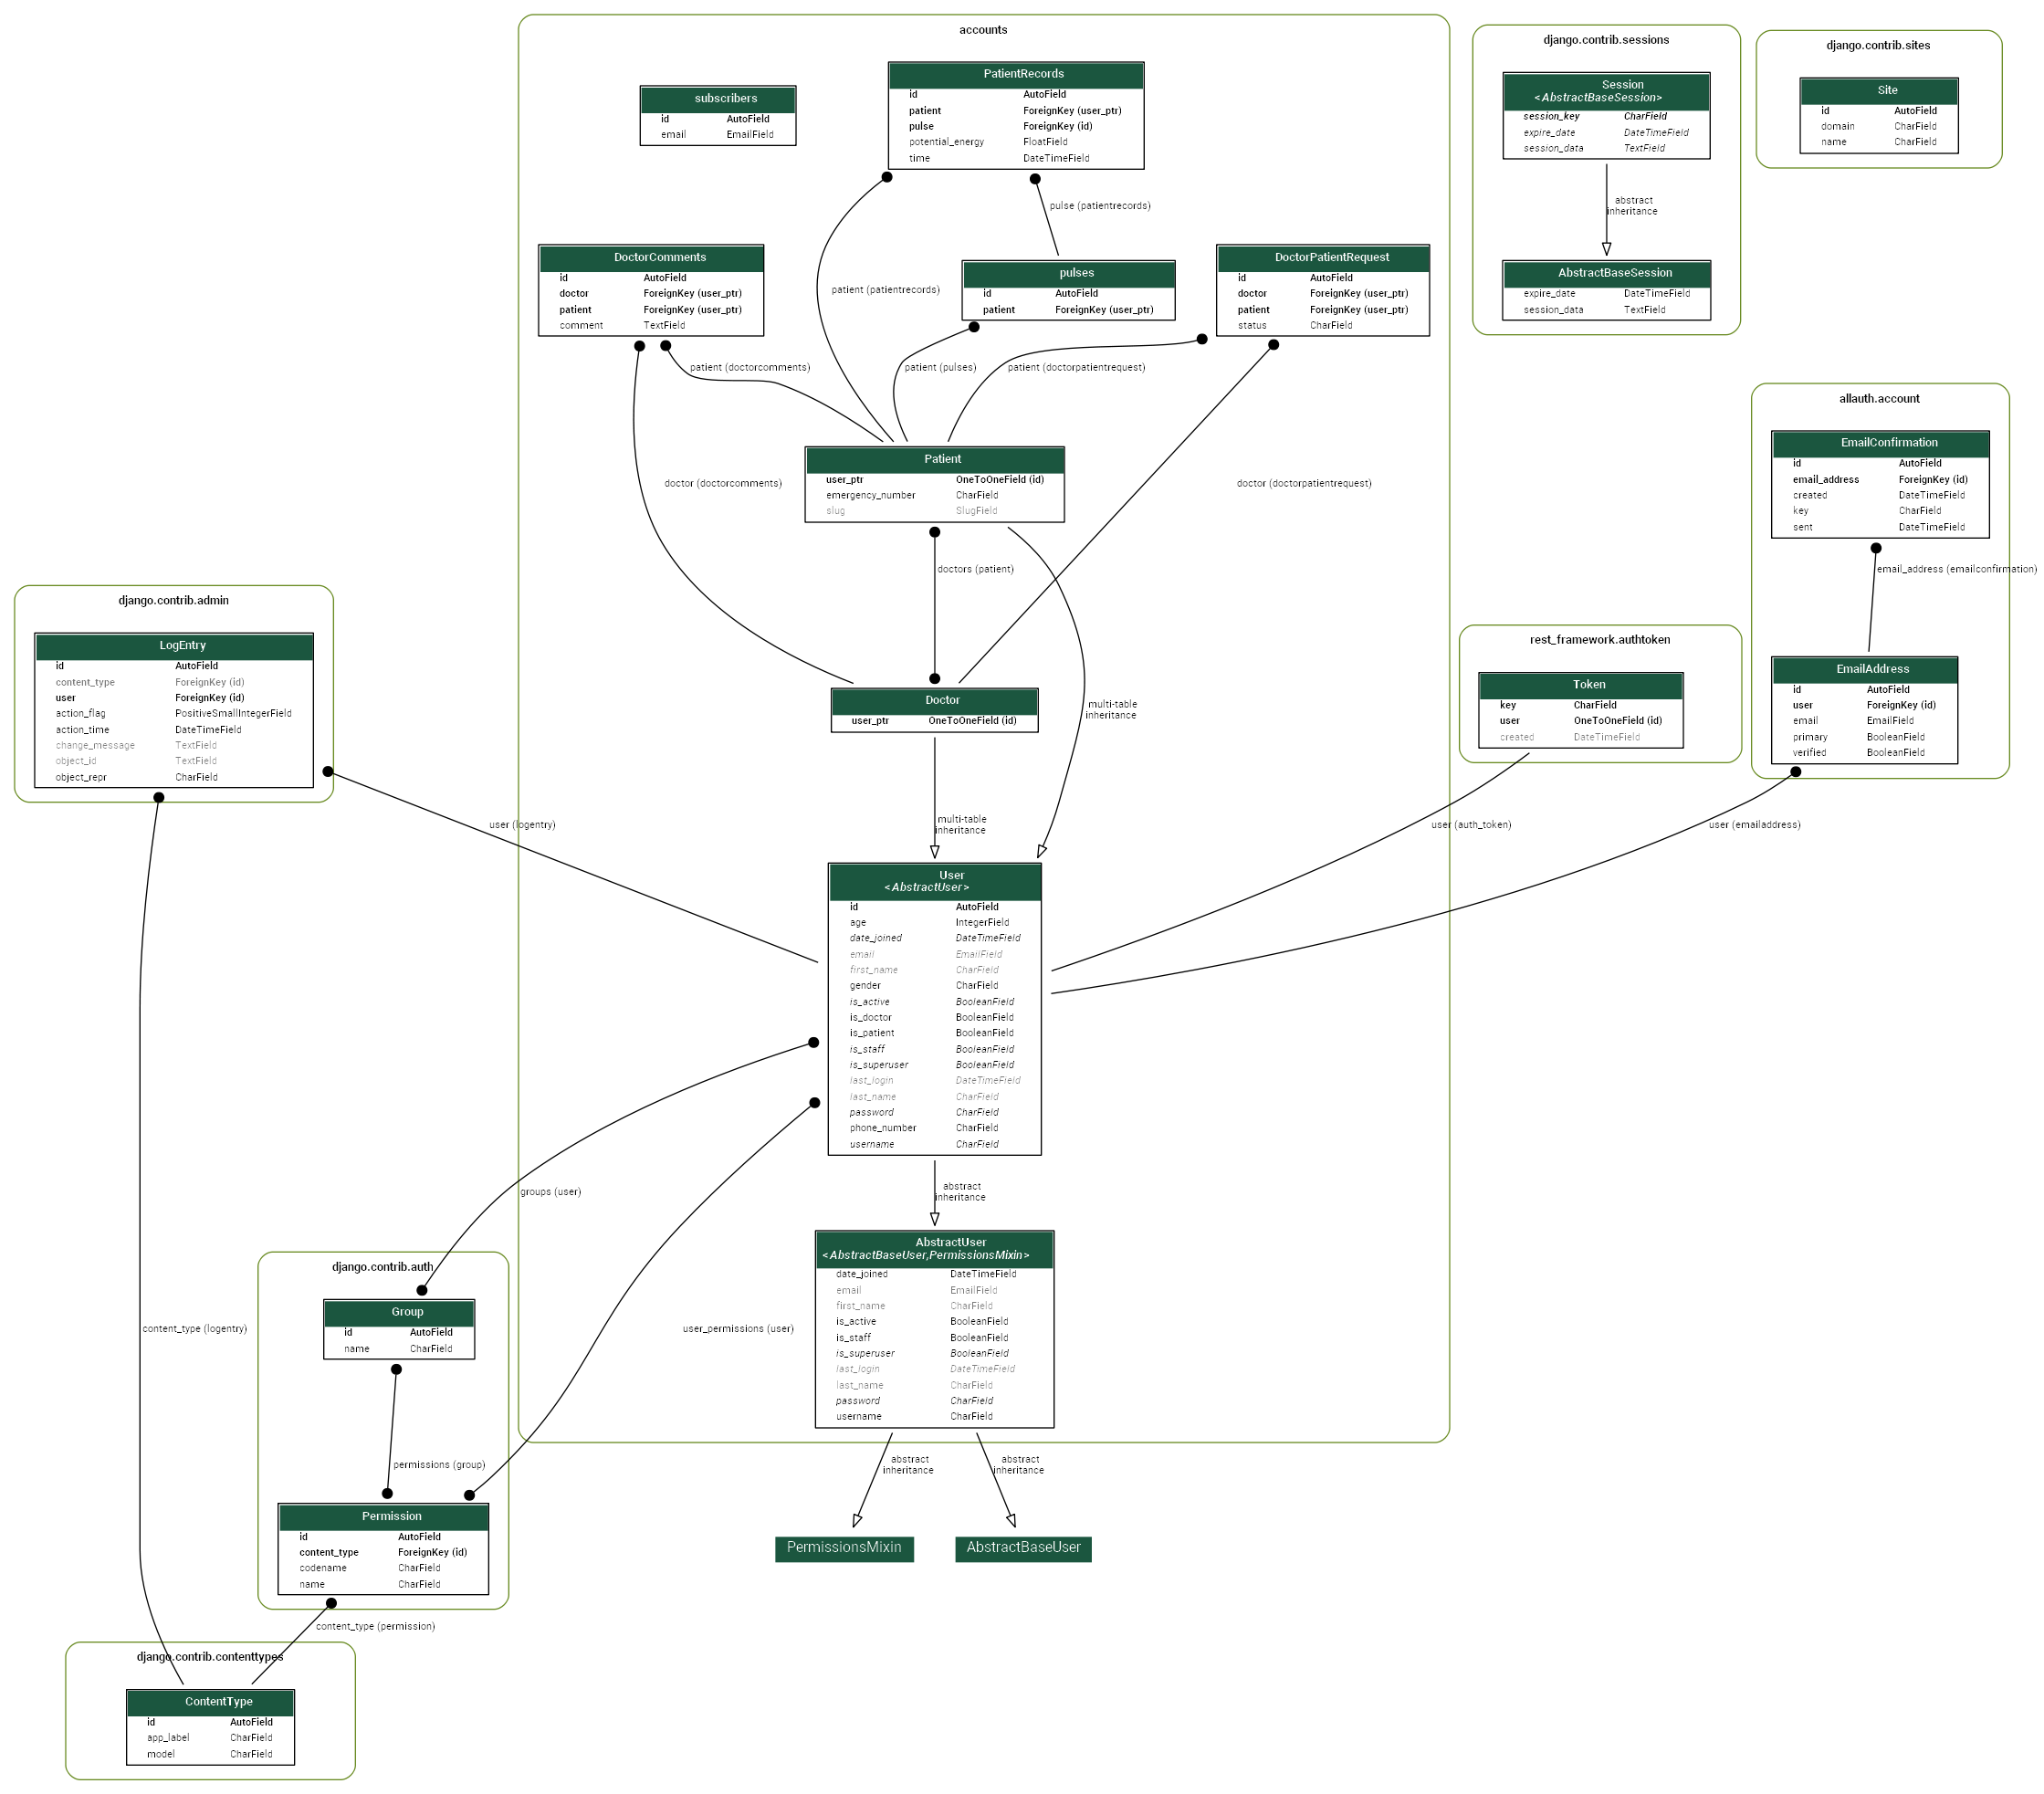 accounts
subscribers
id AutoField
email EmailField
PatientRecords
id AutoField
patient ForeignKey (user_ptr)
pulse ForeignKey (id)
potential_energy FloatField
time DateTimeField
pulse (patientrecords)
DoctorComments
id AutoField
doctor ForeignKey (user_ptr)
patient ForeignKey (user_ptr)
comment TextField
patient (patientrecords)
pulses
id AutoField
patient ForeignKey (user_ptr)
DoctorPatientRequest
id AutoField
doctor ForeignKey (user_ptr)
patient ForeignKey (user_ptr)
status CharField
patient (doctorcomments)
patient (pulses)
patient (doctorpatientrequest)
Patient
user_ptr OneToOneField (id)
emergency_number CharField
slug SlugField
doctor (doctorcomments)
doctor (doctorpatientrequest)
doctors (patient)
Doctor
user_ptr OneToOneField (id)
multi-table
inheritance
multi-table
inheritance
User
<AbstractUser>
id AutoField
age IntegerField
date_joined DateTimeField
email EmailField
first_name CharField
gender CharField
is_active BooleanField
is_doctor BooleanField
is_patient BooleanField
is_staff BooleanField
is_superuser BooleanField
last_login DateTimeField
last_name CharField
password CharField
phone_number CharField
username CharField
abstract
inheritance
AbstractUser
<AbstractBaseUser,PermissionsMixin>
date_joined DateTimeField
email EmailField
first_name CharField
is_active BooleanField
is_staff BooleanField
is_superuser BooleanField
last_login DateTimeField
last_name CharField
password CharField
username CharField
abstract
inheritance
abstract
inheritance
PermissionsMixin
AbstractBaseUser
django.contrib.sessions
Session
<AbstractBaseSession>
session_key CharField
expire_date DateTimeField
session_data TextField
abstract
inheritance
AbstractBaseSession
expire_date DateTimeField
session_data TextField
django.contrib.sites
Site
id AutoField
domain CharField
name CharField
allauth.account
EmailConfirmation
id AutoField
email_address ForeignKey (id)
created DateTimeField
key CharField
sent DateTimeField
email_address (emailconfirmation)
EmailAddress
id AutoField
user ForeignKey (id)
email EmailField
primary BooleanField
verified BooleanField
user (emailaddress)
rest_framework.authtoken
Token
key CharField
user OneToOneField (id)
created DateTimeField
user (auth_token)
django.contrib.admin
LogEntry
id AutoField
content_type ForeignKey (id)
user ForeignKey (id)
action_flag PositiveSmallIntegerField
action_time DateTimeField
change_message TextField
object_id TextField
object_repr CharField
user (logentry)
groups (user)
user_permissions (user)
content_type (logentry)
django.contrib.auth
Group
id AutoField
name CharField
permissions (group)
Permission
id AutoField
content_type ForeignKey (id)
codename CharField
name CharField
content_type (permission)
django.contrib.contenttypes
ContentType
id AutoField
app_label CharField
model CharField